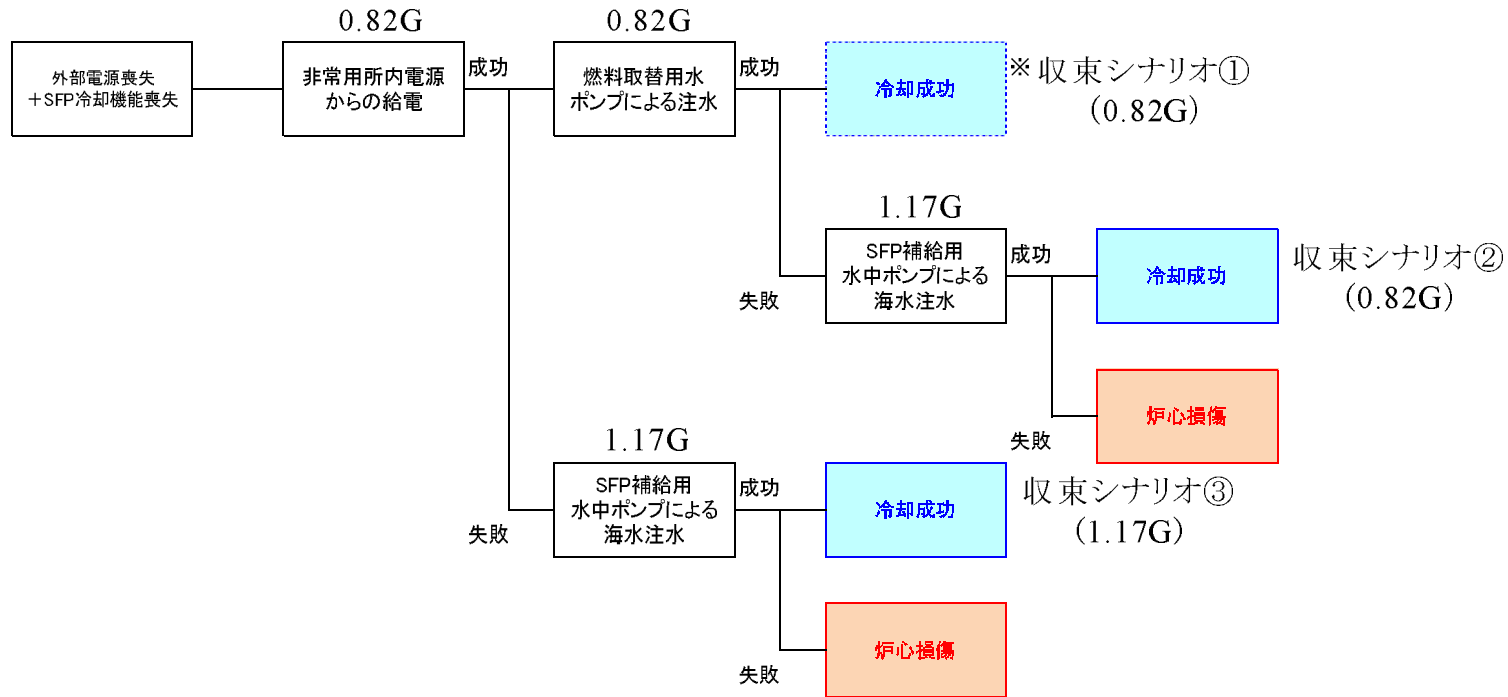 0.82G
0.82G
外部電源喪失
+SFP冷却機能喪失
非常用所内電源
からの給電
成功
燃料取替用水
ポンプによる注水
成功
冷却成功
※収束シナリオ①
(0.82G)
1.17G
失敗
SFP補給用
水中ポンプによる
海水注水
成功
冷却成功
収束シナリオ②
(0.82G)
失敗
炉心損傷
1.17G
失敗
SFP補給用
水中ポンプによる
海水注水
成功
冷却成功
収束シナリオ③
(1.17G)
失敗
炉心損傷